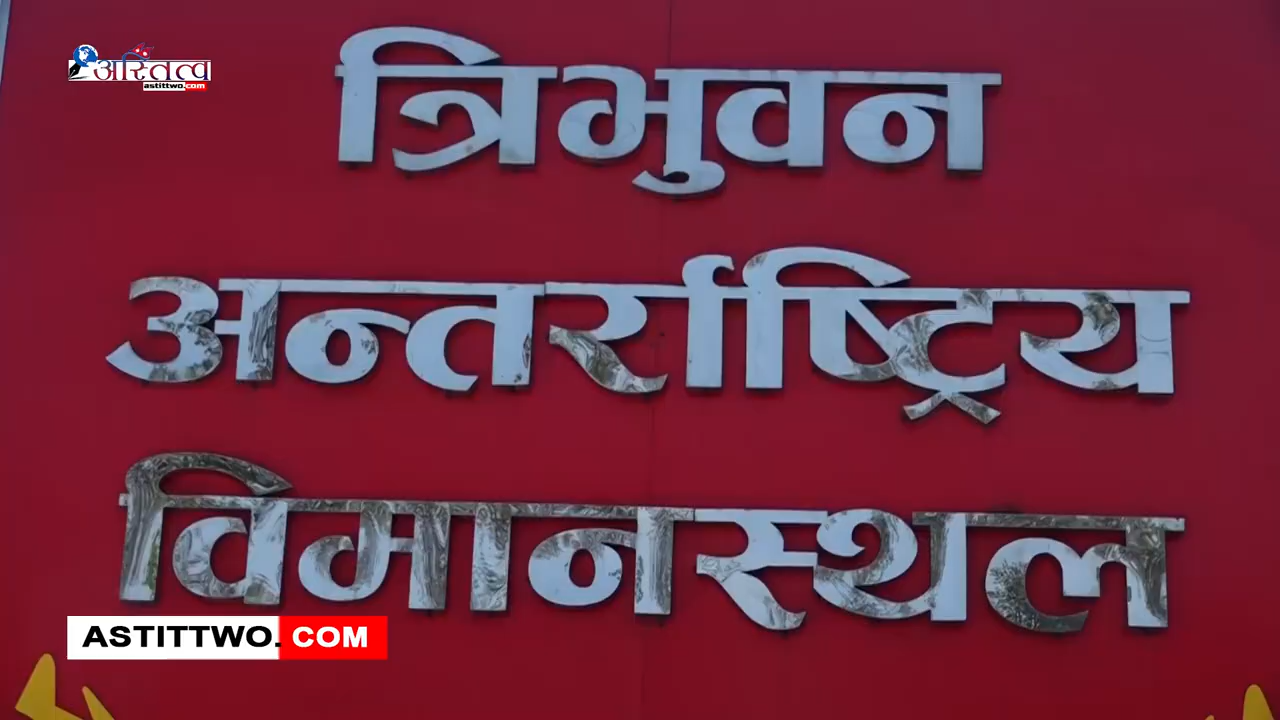 अस्तित्व
astittwo.com
त्रिभुवन
अन्तर्राष्ट्रिय
विमानस्थल
ASTITTWO. COM